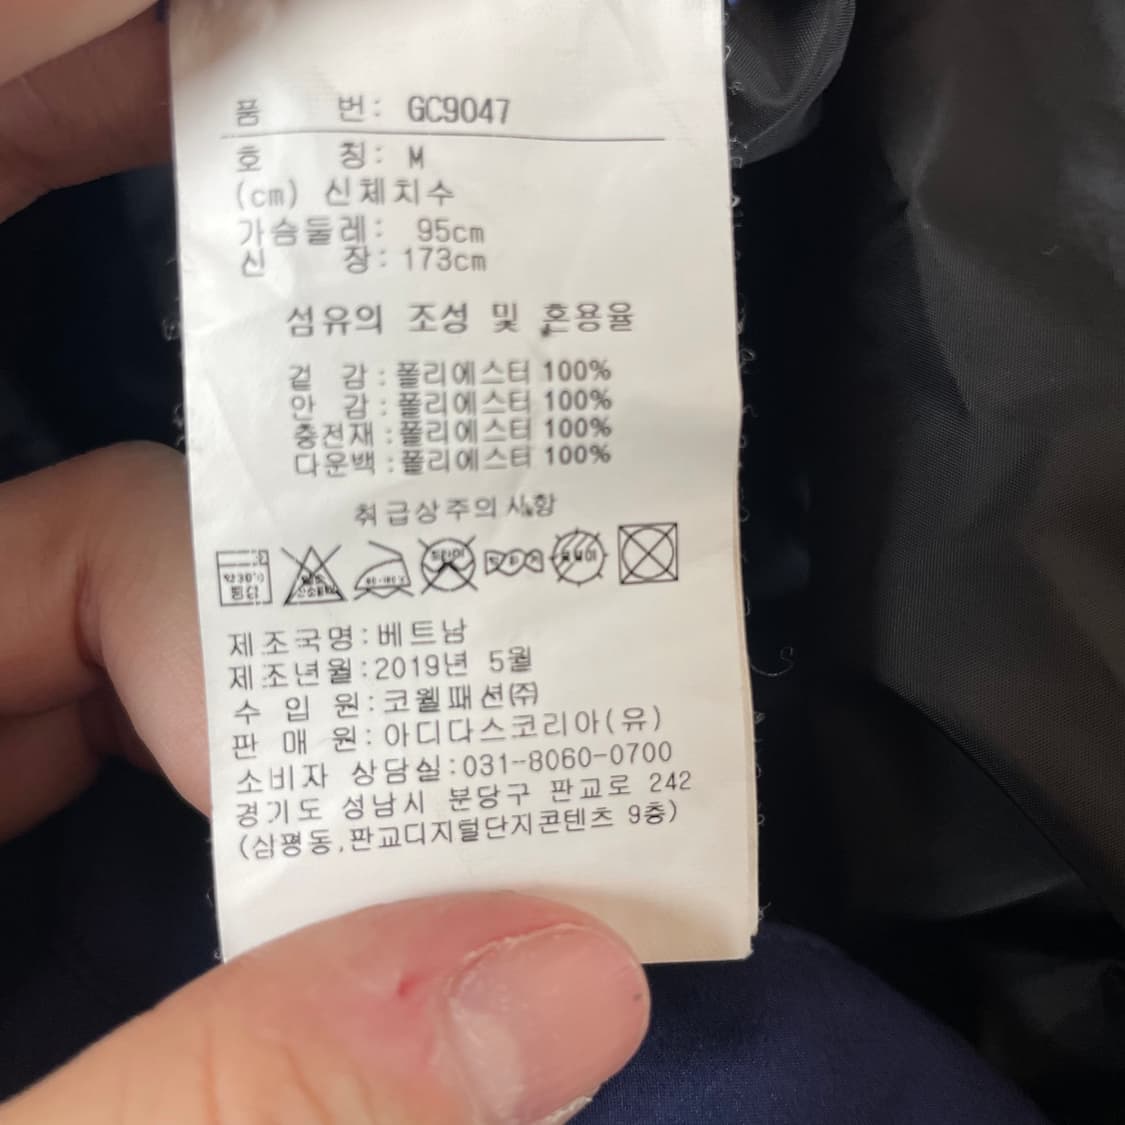 품 번: GC9047
호 칭: M
(cm) 신체치수
가슴둘레: 95cm
신 장: 173cm
섬유의 조성 및 혼용율
겉 감 : 폴리에스터 100%
안 감 : 폴리에스터 100%
충전재 : 폴리에스터 100%
다운백 : 폴리에스터 100%
취급상주의사항
약30℃ 중성
제조국명:베트남
제조년월:2019년 5월
수 입 원:코웰패션㈜
판 매 원:아디다스코리아(유)
소비자 상담실:031-8060-0700
경기도 성남시 분당구 판교로 242
(삼평동,판교디지털단지콘텐츠 9층)